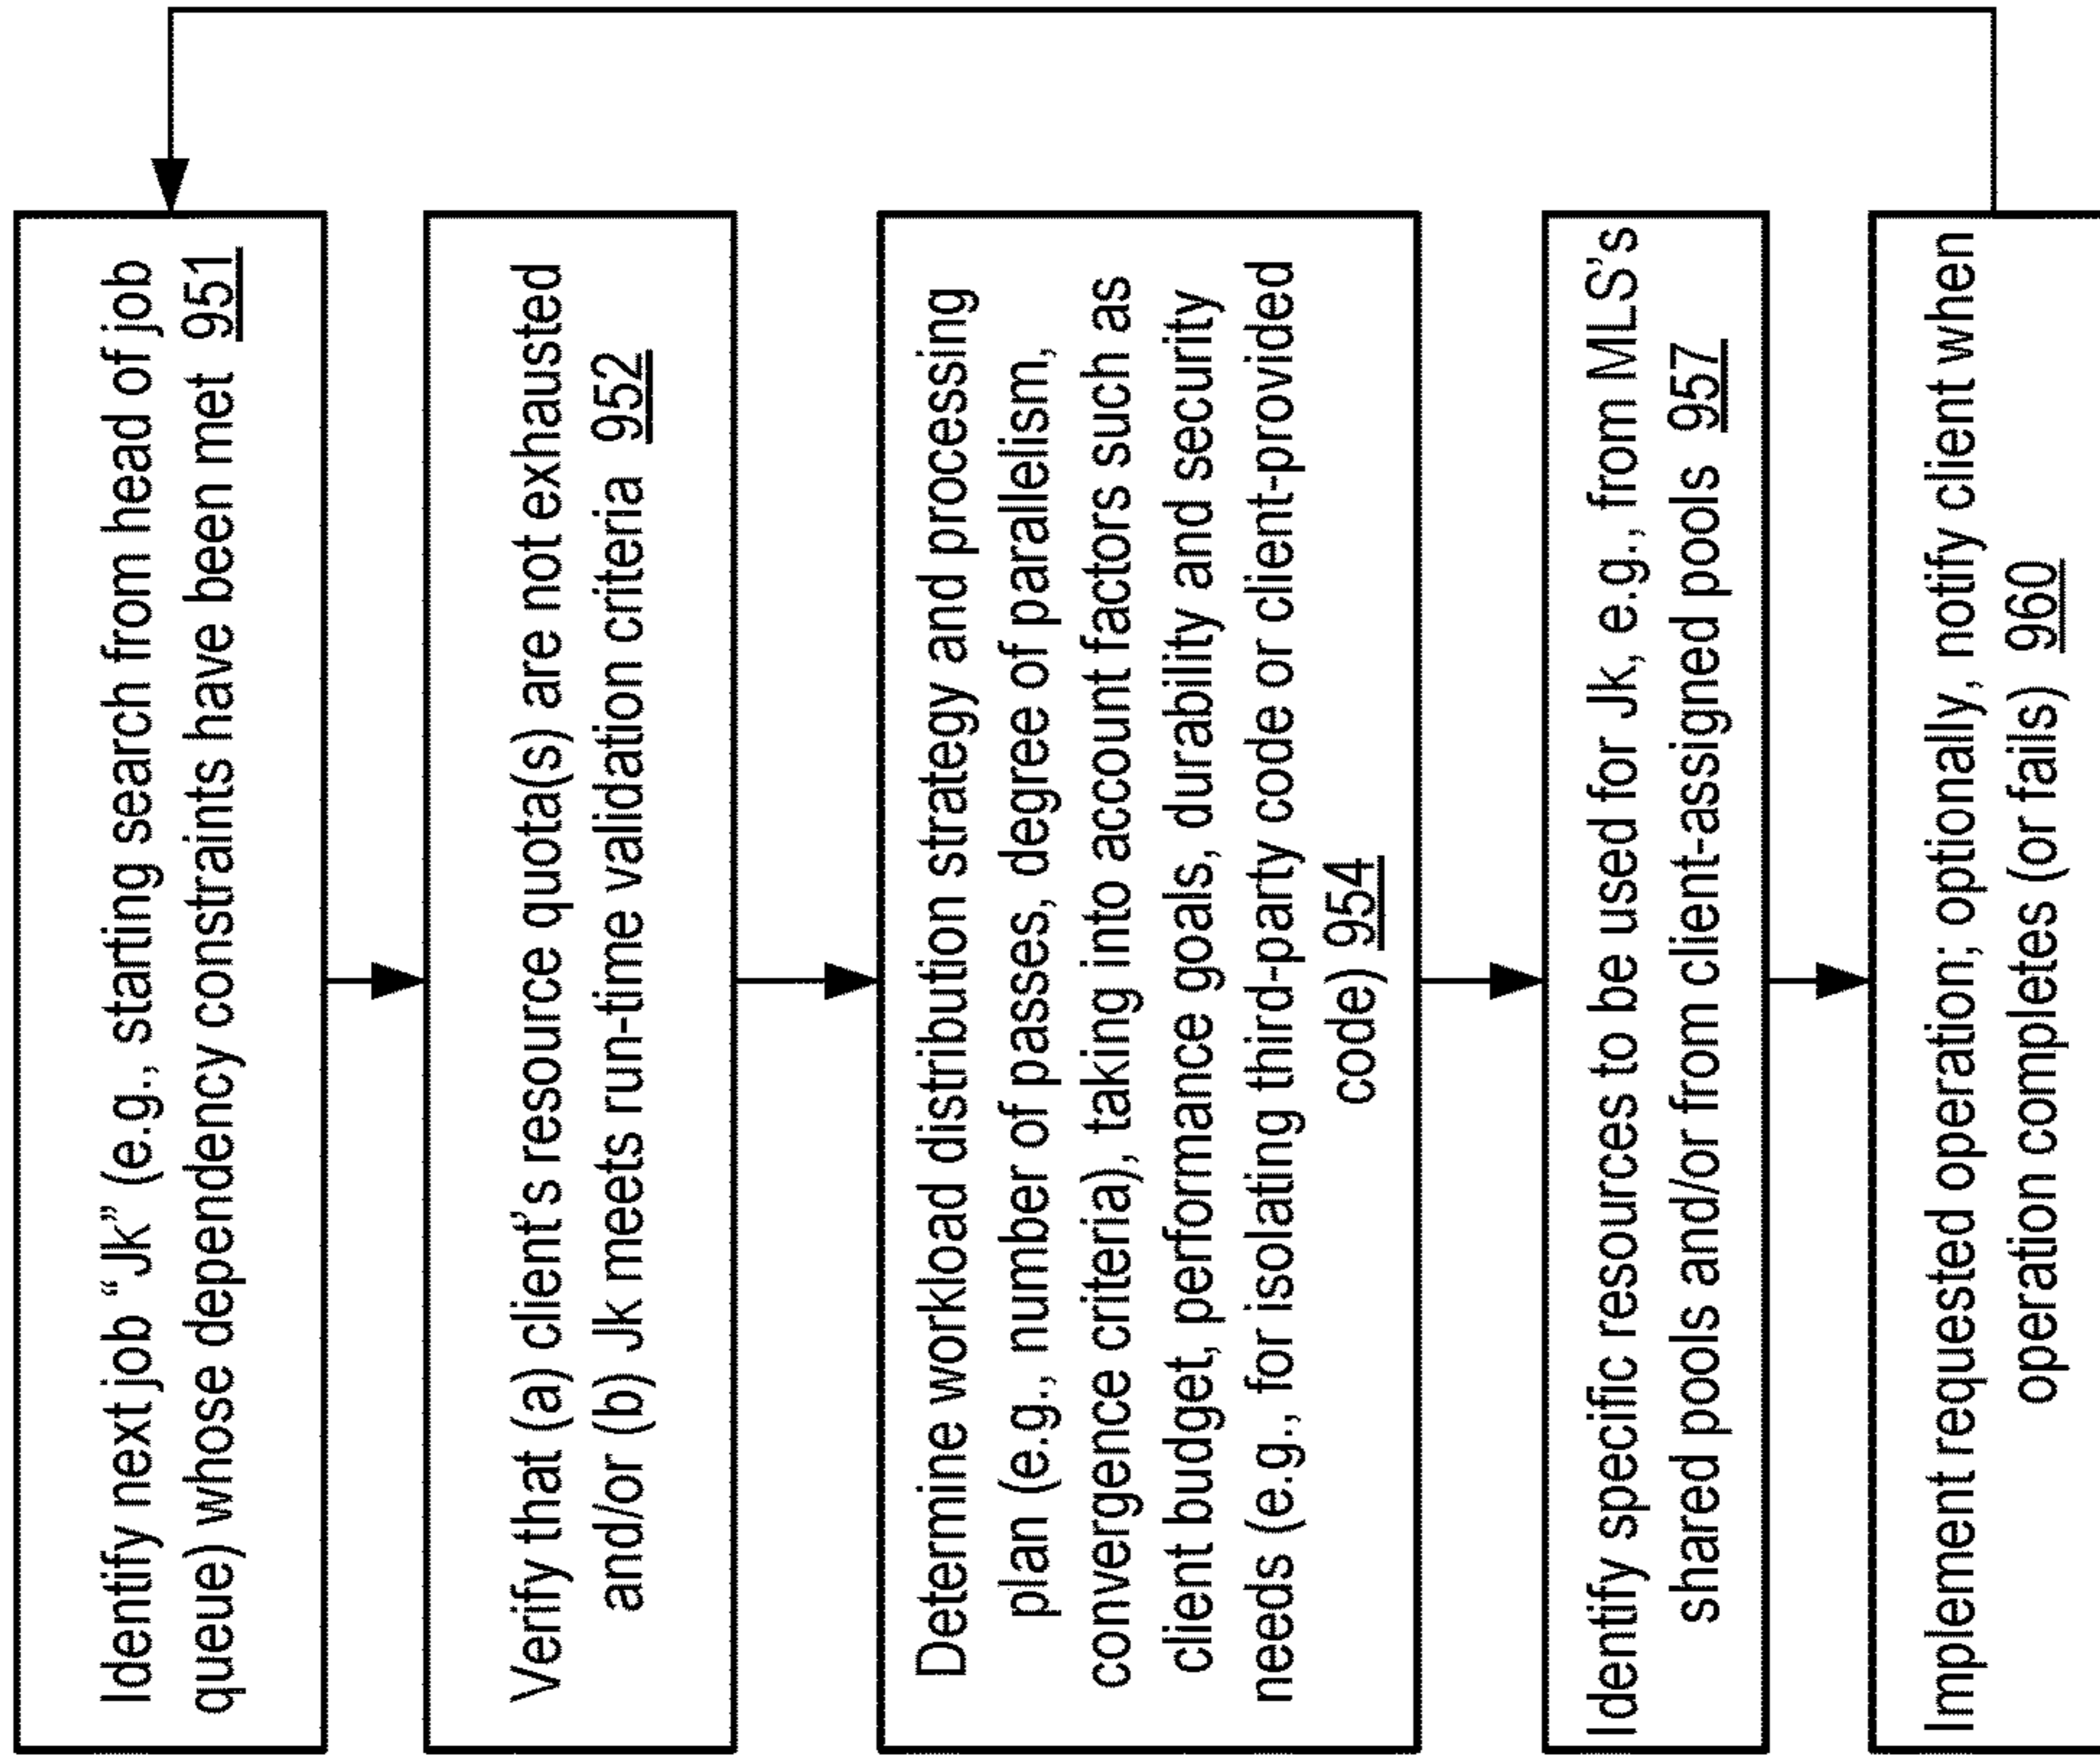 Identify next job “Jk” (e.g., starting search from head of job
queue) whose dependency constraints have been met 951
Verify that (a) client’s resource quota(s) are not exhausted
and/or (b) Jk meets run-time validation criteria 952
Determine workload distribution strategy and processing
plan (e.g., number of passes, degree of parallelism,
convergence criteria), taking into account factors such as
client budget, performance goals, durability and security
needs (e.g., for isolating third-party code or client-provided
code) 954
Identify specific resources to be used for Jk, e.g., from MLS’s
shared pools and/or from client-assigned pools 957
Implement requested operation; optionally, notify client when
operation completes (or fails) 960